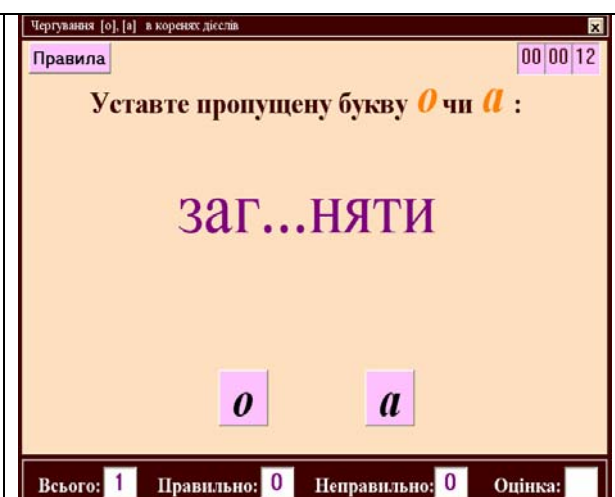 Чергування [о], [а] в коренях дієслів x
Правила 00 00 12
Уставте пропущену букву о чи а :
заг...няти
о а
Всього: 1 Правильно: 0 Неправильно: 0 Оцінка: